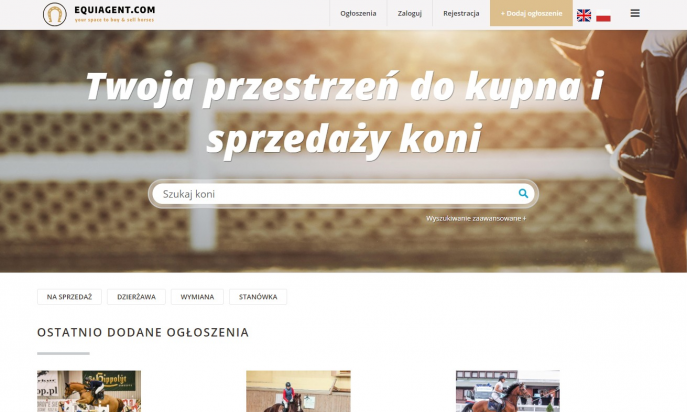 EQUIAGENT.COM
your space to buy & sell horses
Ogłoszenia
Zaloguj
Rejestracja
+ Dodaj ogłoszenie
Twoja przestrzeń do kupna i
sprzedaży koni
Szukaj koni
Wyszukiwanie zaawansowane +
NA SPRZEDAŻ
DZIERŻAWA
WYMIANA
STANÓWKA
OSTATNIO DODANE OGŁOSZENIA
Hippolyt
p.pl